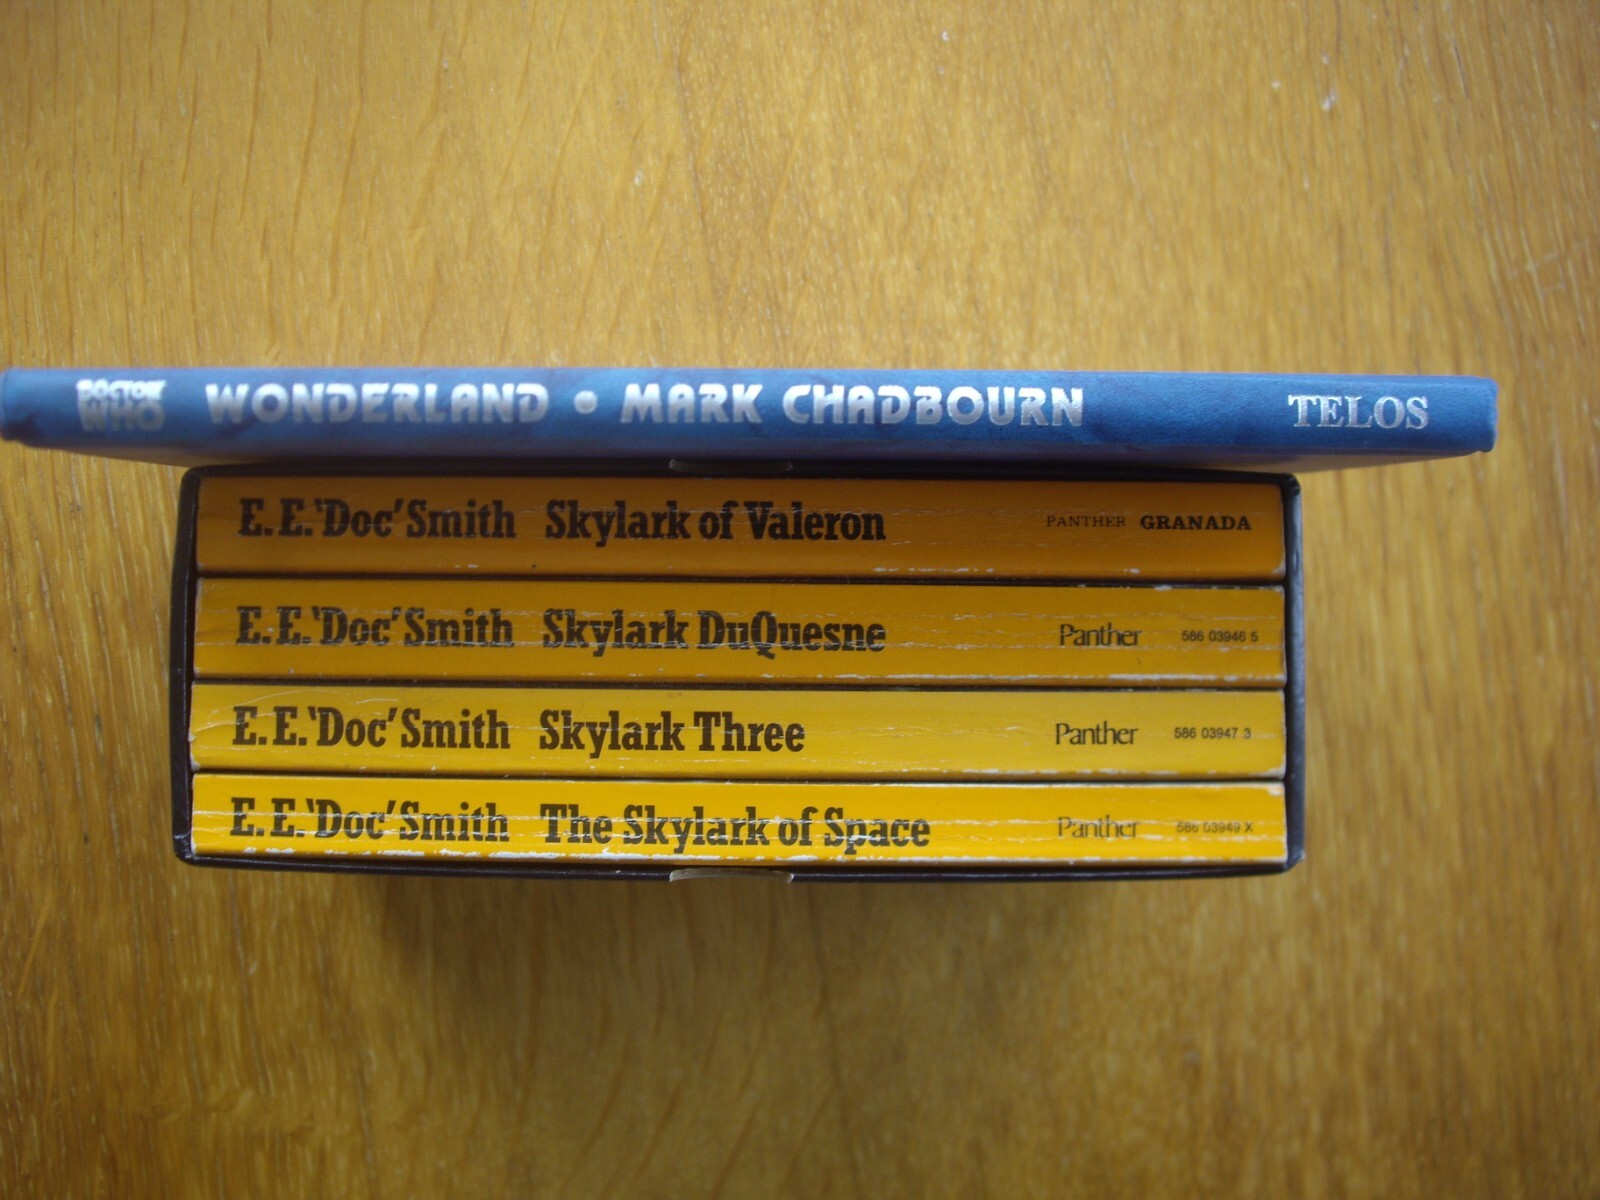 DOCTOR WHO WONDERLAND • MARK CHADBOURN TELOS
E. E. 'Doc' Smith Skylark of Valeron PANTHER GRANADA
E. E. 'Doc' Smith Skylark DuQuesne Panther 586 03946 5
E. E. 'Doc' Smith Skylark Three Panther 586 03947 3
E. E. 'Doc' Smith The Skylark of Space Panther 586 03949 X